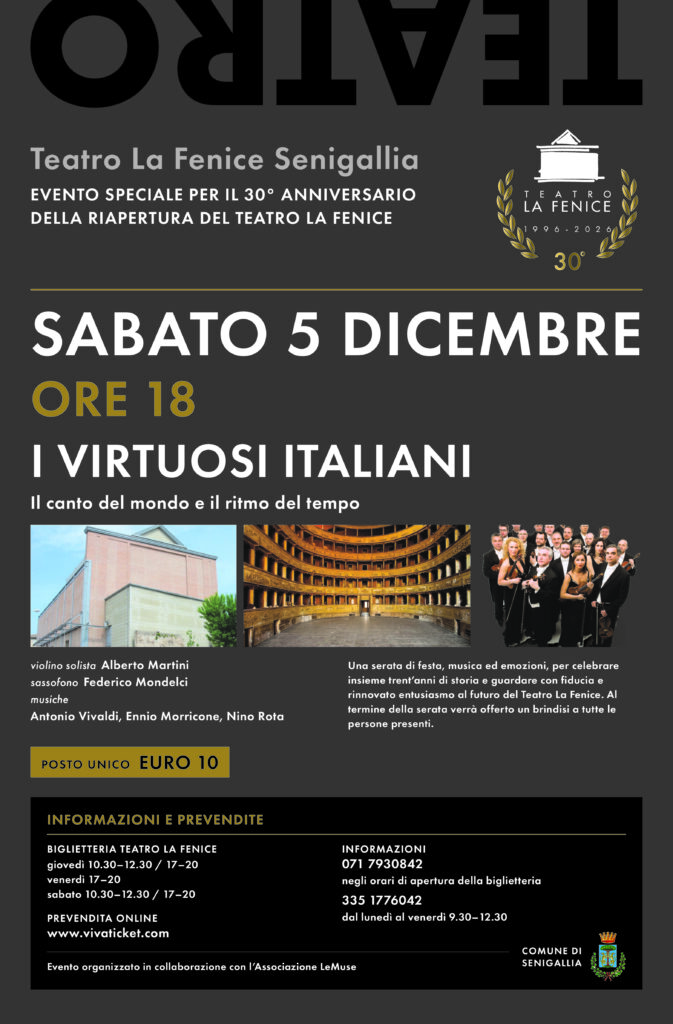 TEATRO
Teatro La Fenice Senigallia
EVENTO SPECIALE PER IL 30° ANNIVERSARIO
DELLA RIAPERTURA DEL TEATRO LA FENICE
TEATRO
LA FENICE
1996-2026
30°
SABATO 5 DICEMBRE
ORE 18
I VIRTUOSI ITALIANI
Il canto del mondo e il ritmo del tempo
violino solista Alberto Martini
sassofono Federico Mondelci
musiche
Antonio Vivaldi, Ennio Morricone, Nino Rota
Una serata di festa, musica ed emozioni, per celebrare
insieme trent'anni di storia e guardare con fiducia e
rinnovato entusiasmo al futuro del Teatro La Fenice. Al
termine della serata verrà offerto un brindisi a tutte le
persone presenti.
POSTO UNICO EURO 10
INFORMAZIONI E PREVENDITE
BIGLIETTERIA TEATRO LA FENICE
giovedì 10.30–12.30 / 17–20
venerdì 17–20
sabato 10.30–12.30 / 17–20
PREVENDITA ONLINE
www.vivaticket.com
INFORMAZIONI
071 7930842
negli orari di apertura della biglietteria
335 1776042
dal lunedì al venerdì 9.30–12.30
Evento organizzato in collaborazione con l'Associazione LeMuse
COMUNE DI
SENIGALLIA